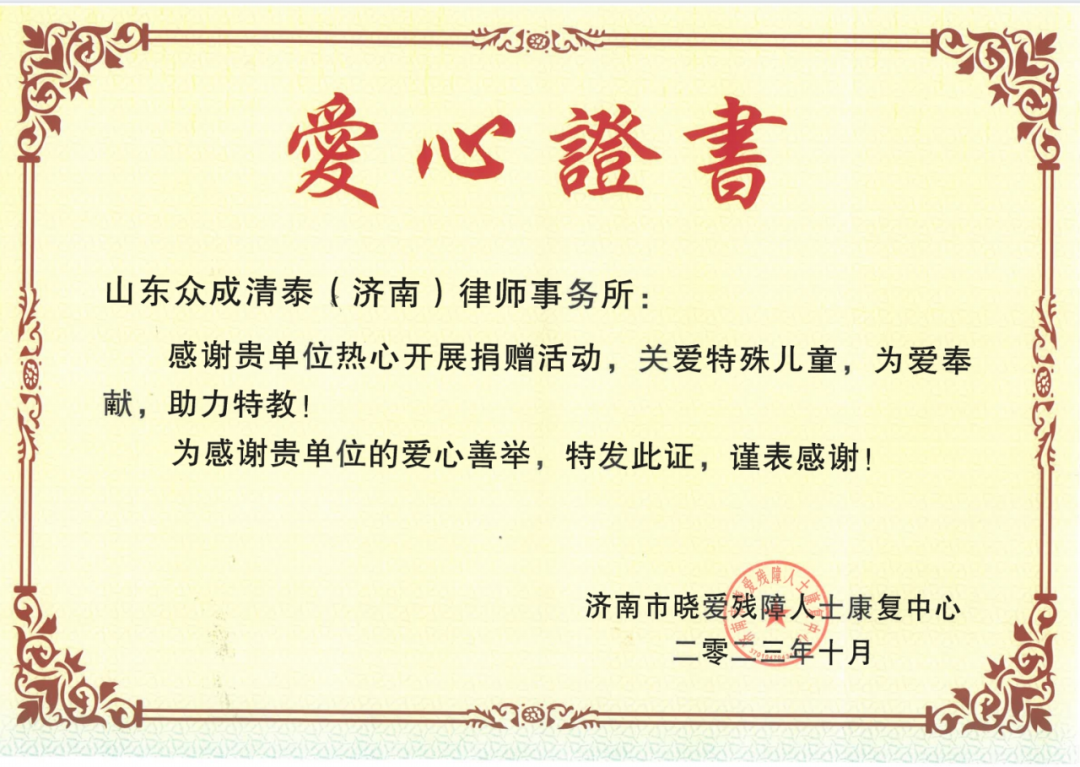 愛心證書
山东众成清泰（济南）律师事务所：
感谢贵单位热心开展捐赠活动，关爱特殊儿童，为爱奉
献，助力特教！
为感谢贵单位的爱心善举，特发此证，谨表感谢！
济南市晓爱残障人士康复中心
二零二三年十月